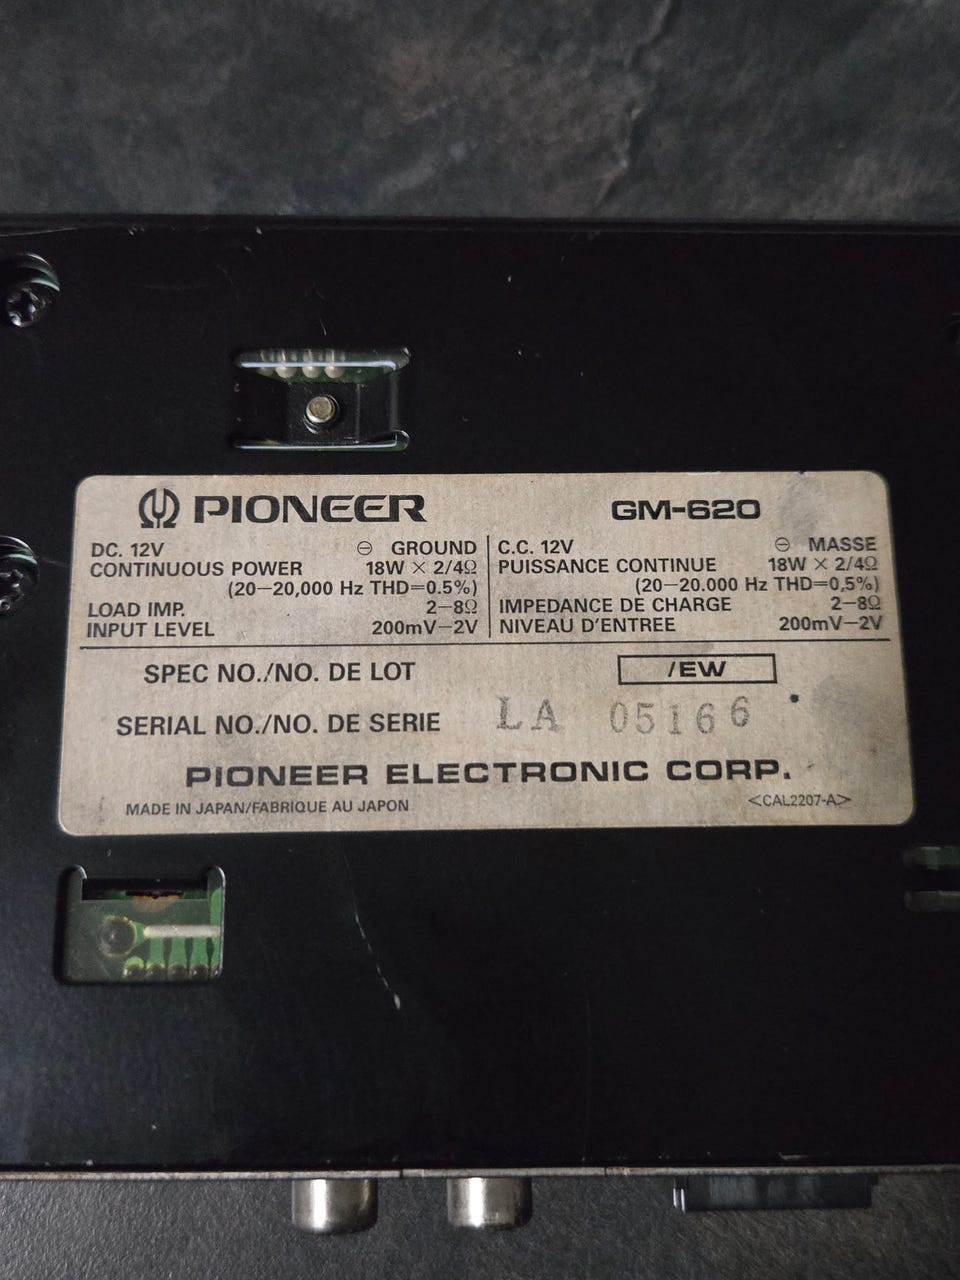 PIONEER GM-620
DC. 12V ⊖ GROUND
CONTINUOUS POWER 18W × 2/4Ω
(20–20,000 Hz THD=0.5%)
LOAD IMP. 2–8Ω
INPUT LEVEL 200mV–2V
C.C. 12V ⊖ MASSE
PUISSANCE CONTINUE 18W × 2/4Ω
(20–20.000 Hz THD=0,5%)
IMPEDANCE DE CHARGE 2–8Ω
NIVEAU D'ENTREE 200mV–2V
SPEC NO./NO. DE LOT /EW
SERIAL NO./NO. DE SERIE LA 05166
PIONEER ELECTRONIC CORP.
MADE IN JAPAN/FABRIQUE AU JAPON <CAL2207-A>